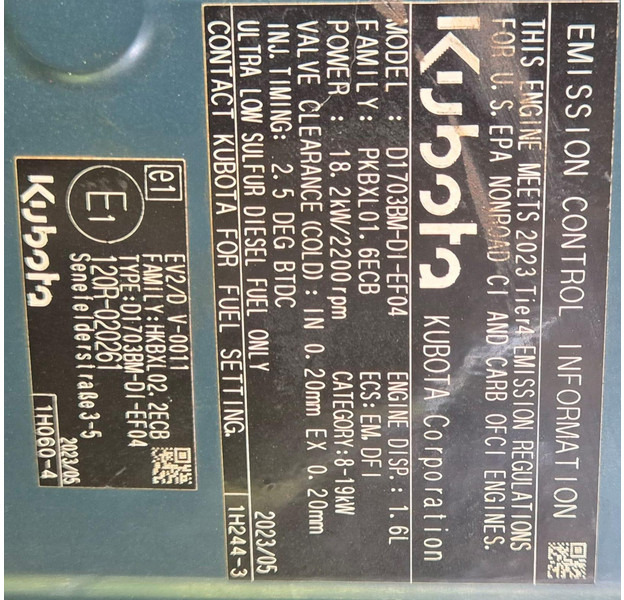 EMISSION CONTROL INFORMATION
THIS ENGINE MEETS 2023 Tier4 EMISSION REGULATIONS
FOR U.S. EPA NONROAD CI AND CARB OFCI ENGINES.
Kubota KUBOTA Corporation
MODEL : D1703BM-DI-EF04 ENGINE DISP.: 1.6L
FAMILY: PKBXL01.6ECB ECS:EM,DFI
POWER : 18.2kW/2200rpm CATEGORY:8-19kW
VALVE CLEARANCE(COLD): IN 0.20mm EX 0.20mm
INJ.TIMING: 2.5 DEG BTDC
ULTRA LOW SULFUR DIESEL FUEL ONLY 2023/05
CONTACT KUBOTA FOR FUEL SETTING. 1H244-3
e1 EV2/D V-0011
FAMILY:HKBXL02.2ECB
E1 TYPE:D1703BM-DI-EF04
120R-020261
Senefelderstraße3-5
2023/05
Kubota 1H060-4